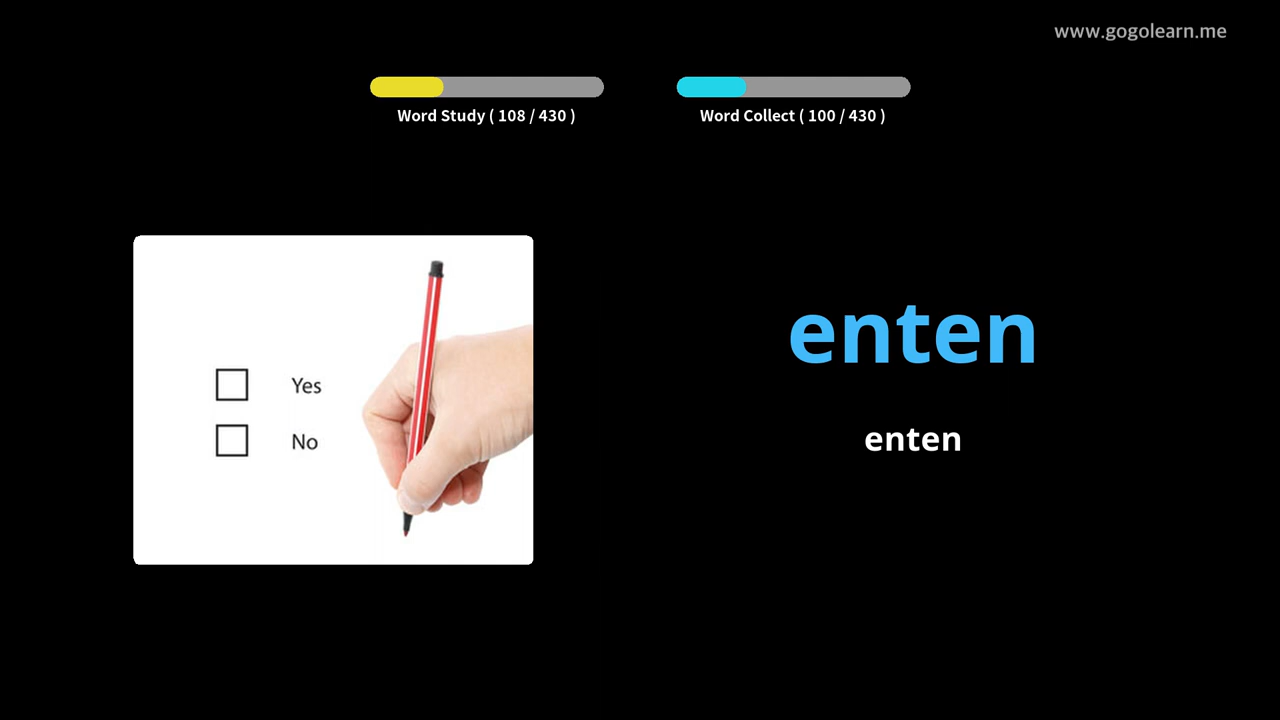 www.gogolearn.me
Word Study ( 108 / 430 )
Word Collect ( 100 / 430 )
Yes
No
enten
enten